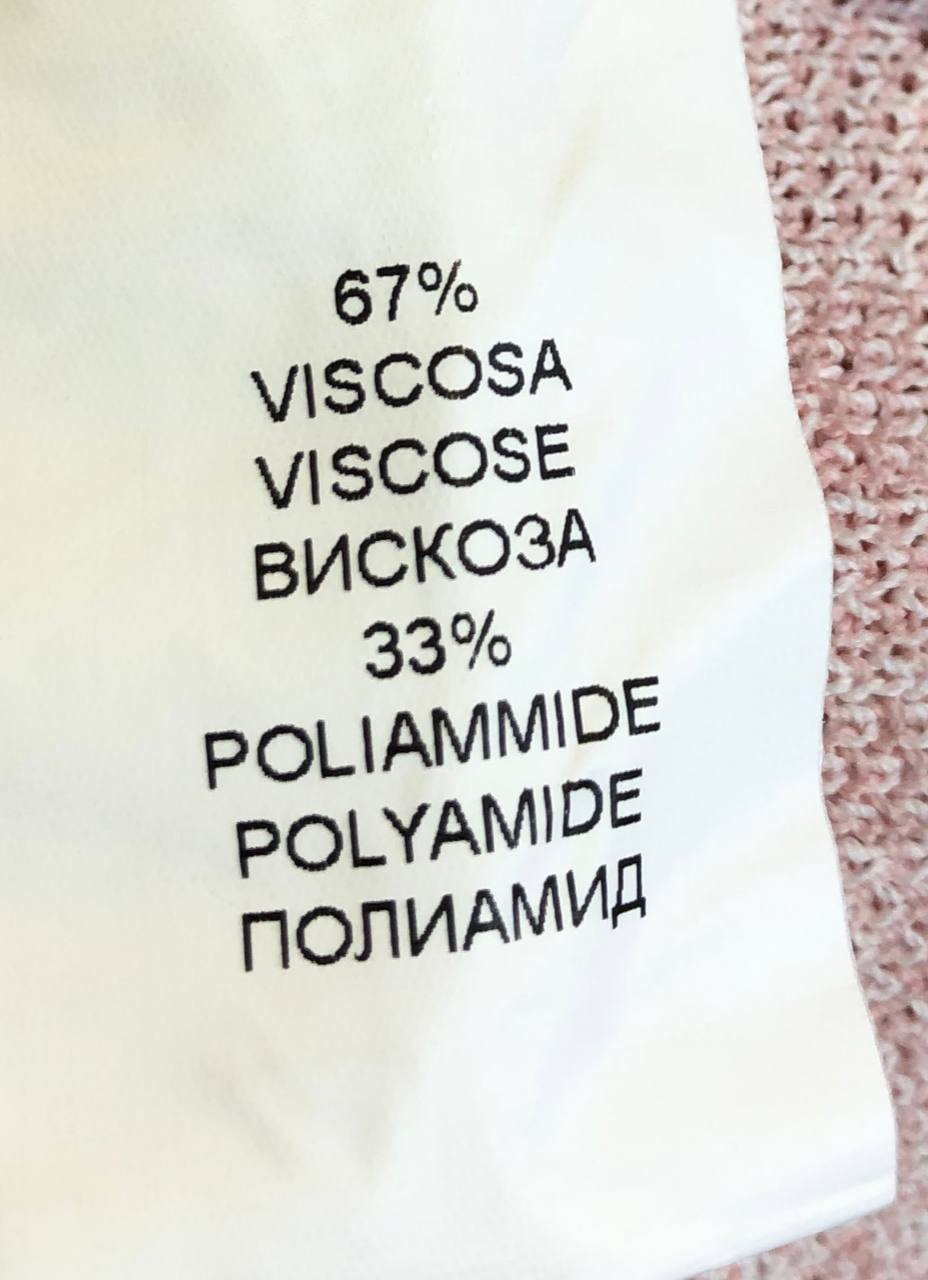 67%
VISCOSA
VISCOSE
ВИСКОЗА
33%
POLIAMMIDE
POLYAMIDE
ПОЛИАМИД